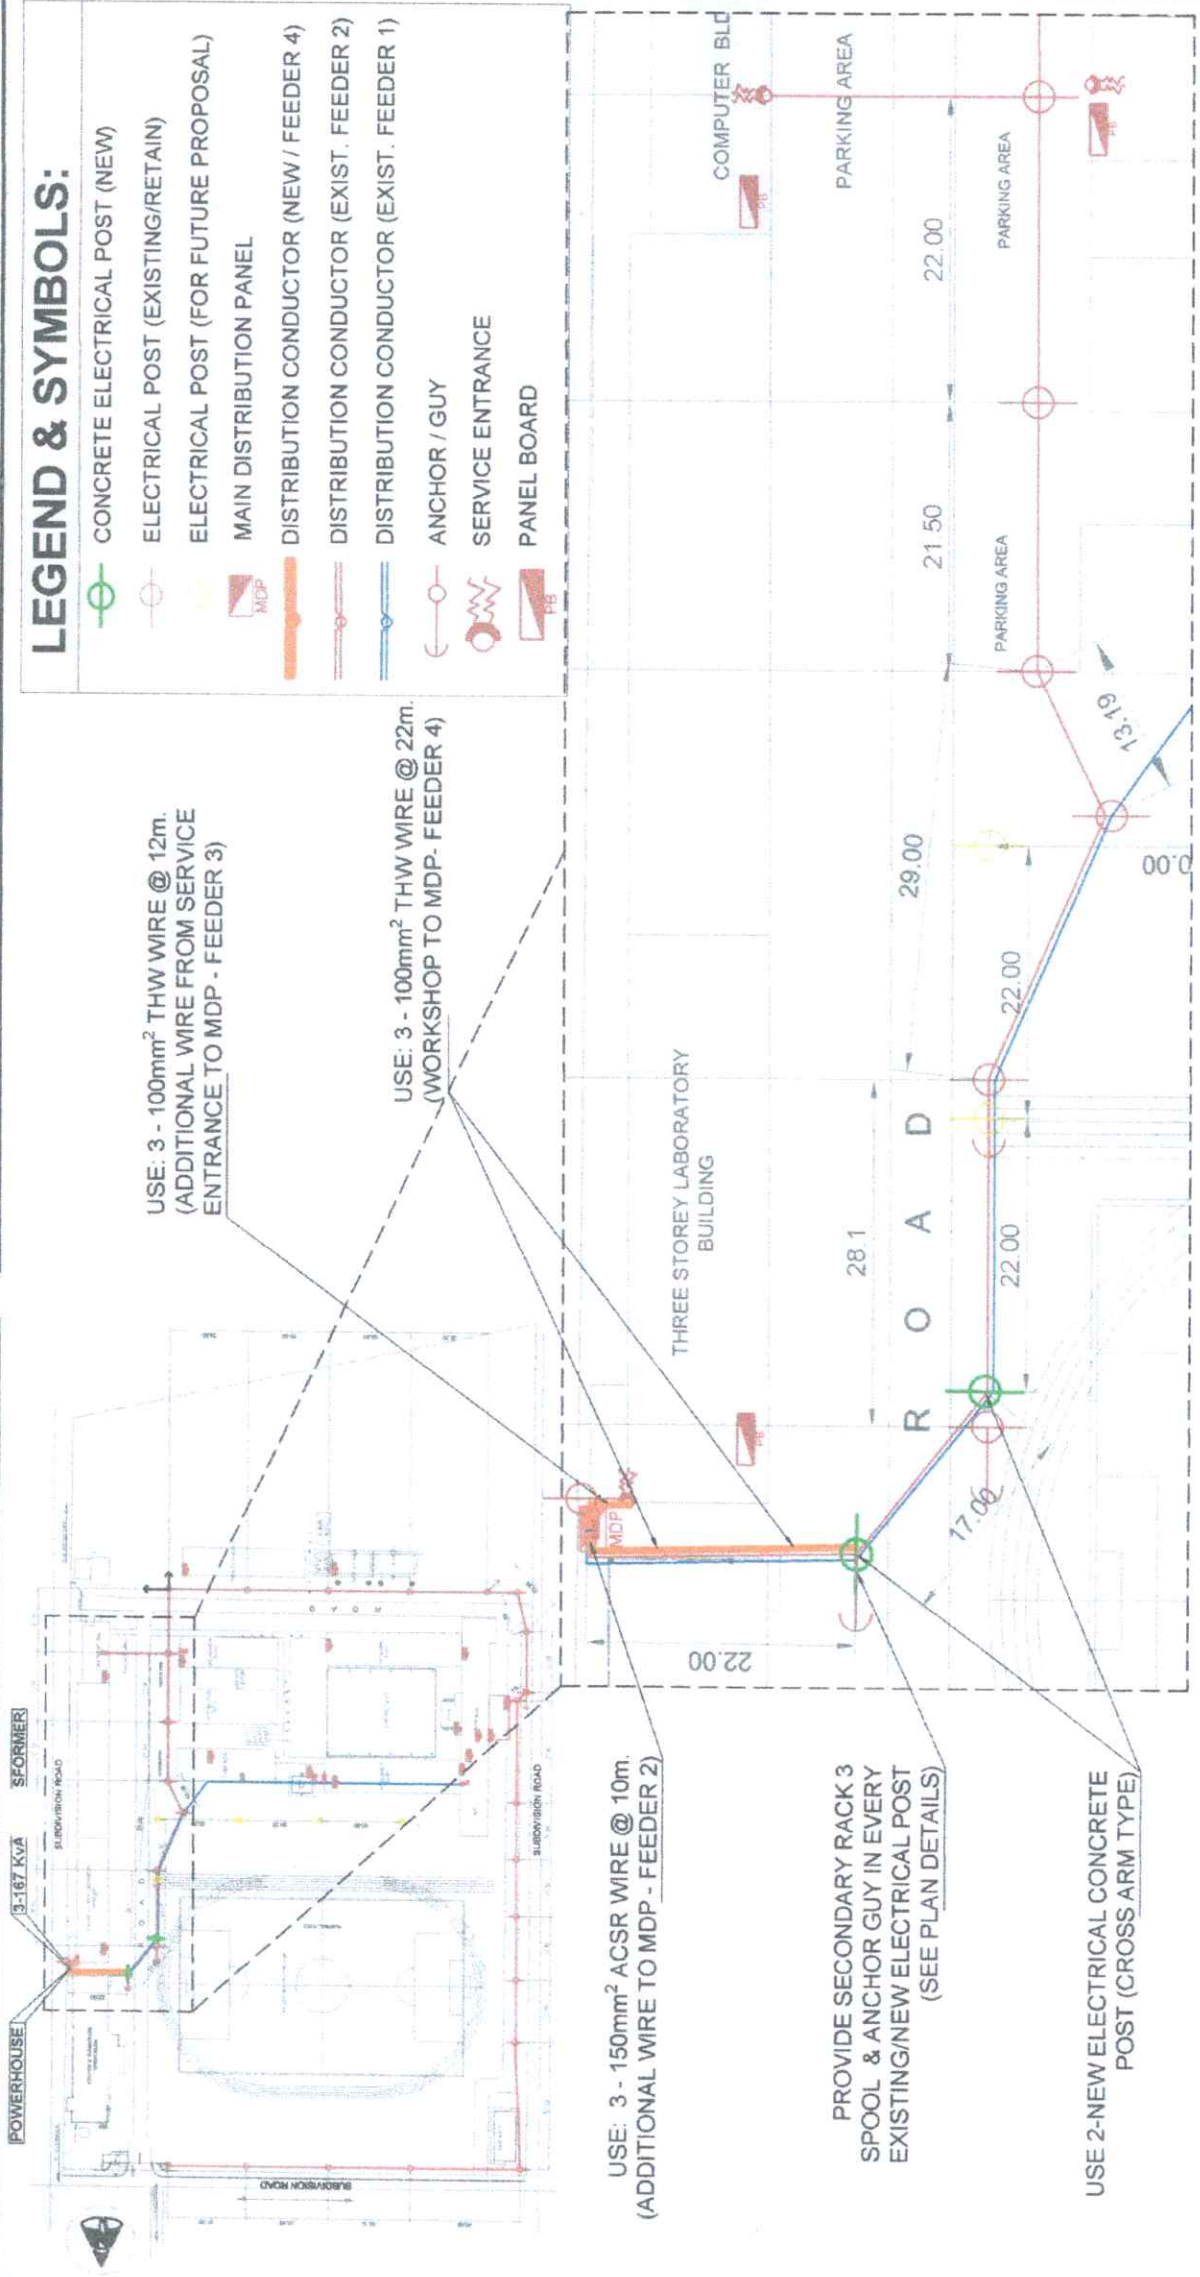 LEGEND & SYMBOLS:
CONCRETE ELECTRICAL POST (NEW)
ELECTRICAL POST (EXISTING/RETAIN)
ELECTRICAL POST (FOR FUTURE PROPOSAL)
MDP
MAIN DISTRIBUTION PANEL
DISTRIBUTION CONDUCTOR (NEW / FEEDER 4)
DISTRIBUTION CONDUCTOR (EXIST. FEEDER 2)
DISTRIBUTION CONDUCTOR (EXIST. FEEDER 1)
ANCHOR / GUY
SERVICE ENTRANCE
PB
PANEL BOARD
POWERHOUSE
3-167 KvA
SFORMER
SUBDIVISION ROAD
SUBDIVISION ROAD
SUBDIVISION ROAD
R O A D
USE: 3 - 100mm² THW WIRE @ 12m.
(ADDITIONAL WIRE FROM SERVICE
ENTRANCE TO MDP - FEEDER 3)
USE: 3 - 100mm² THW WIRE @ 22m.
(WORKSHOP TO MDP- FEEDER 4)
USE: 3 - 150mm² ACSR WIRE @ 10m.
(ADDITIONAL WIRE TO MDP - FEEDER 2)
PROVIDE SECONDARY RACK 3
SPOOL & ANCHOR GUY IN EVERY
EXISTING/NEW ELECTRICAL POST
(SEE PLAN DETAILS)
USE 2-NEW ELECTRICAL CONCRETE
POST (CROSS ARM TYPE)
MDP
PB
THREE STOREY LABORATORY
BUILDING
COMPUTER BLD
PB
PARKING AREA
PARKING AREA
PARKING AREA
PB
R O A D
22.00
17.00
28.1
22.00
29.00
22.00
21.50
22.00
13.19
0.00